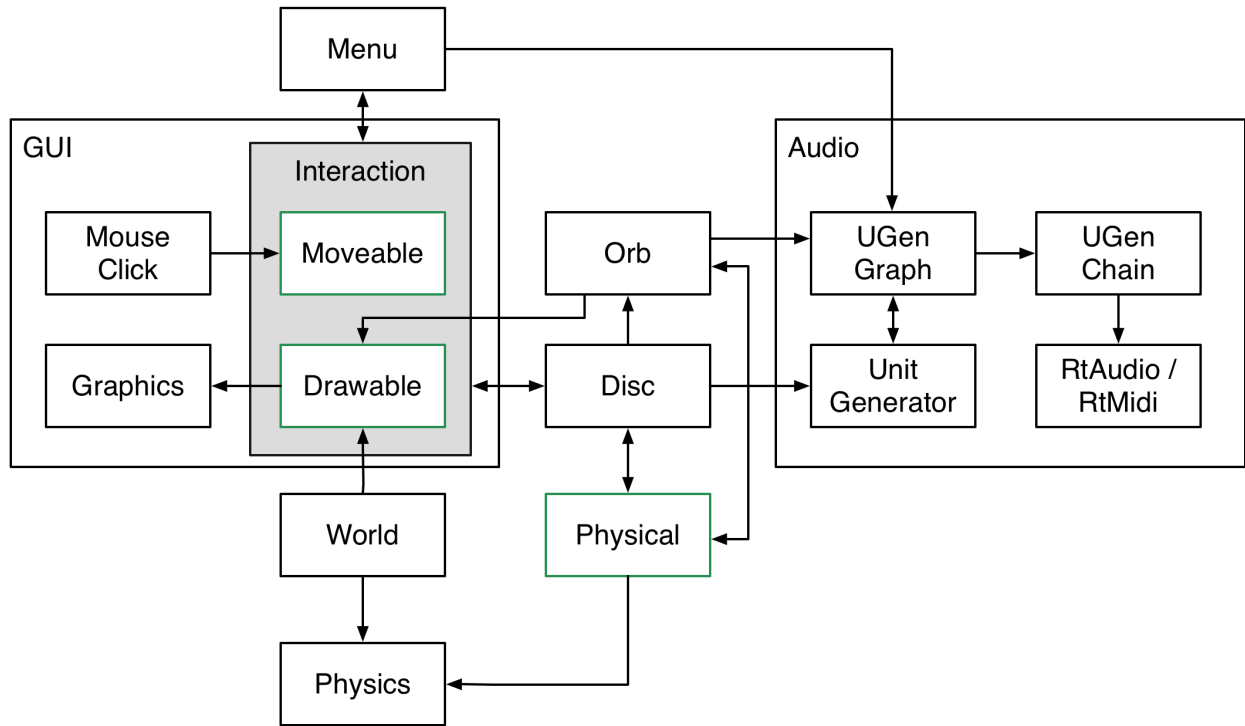 Menu
GUI
Interaction
Audio
Mouse
Click
Moveable
Orb
UGen
Graph
UGen
Chain
Graphics
Drawable
Disc
Unit
Generator
RtAudio /
RtMidi
World
Physical
Physics